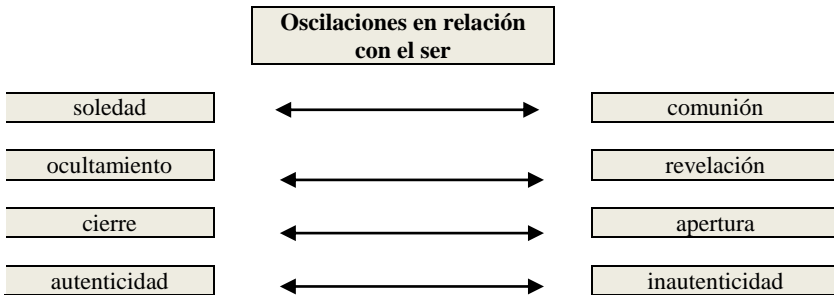 Oscilaciones en relación
con el ser
soledad
comunión
ocultamiento
revelación
cierre
apertura
autenticidad
inautenticidad